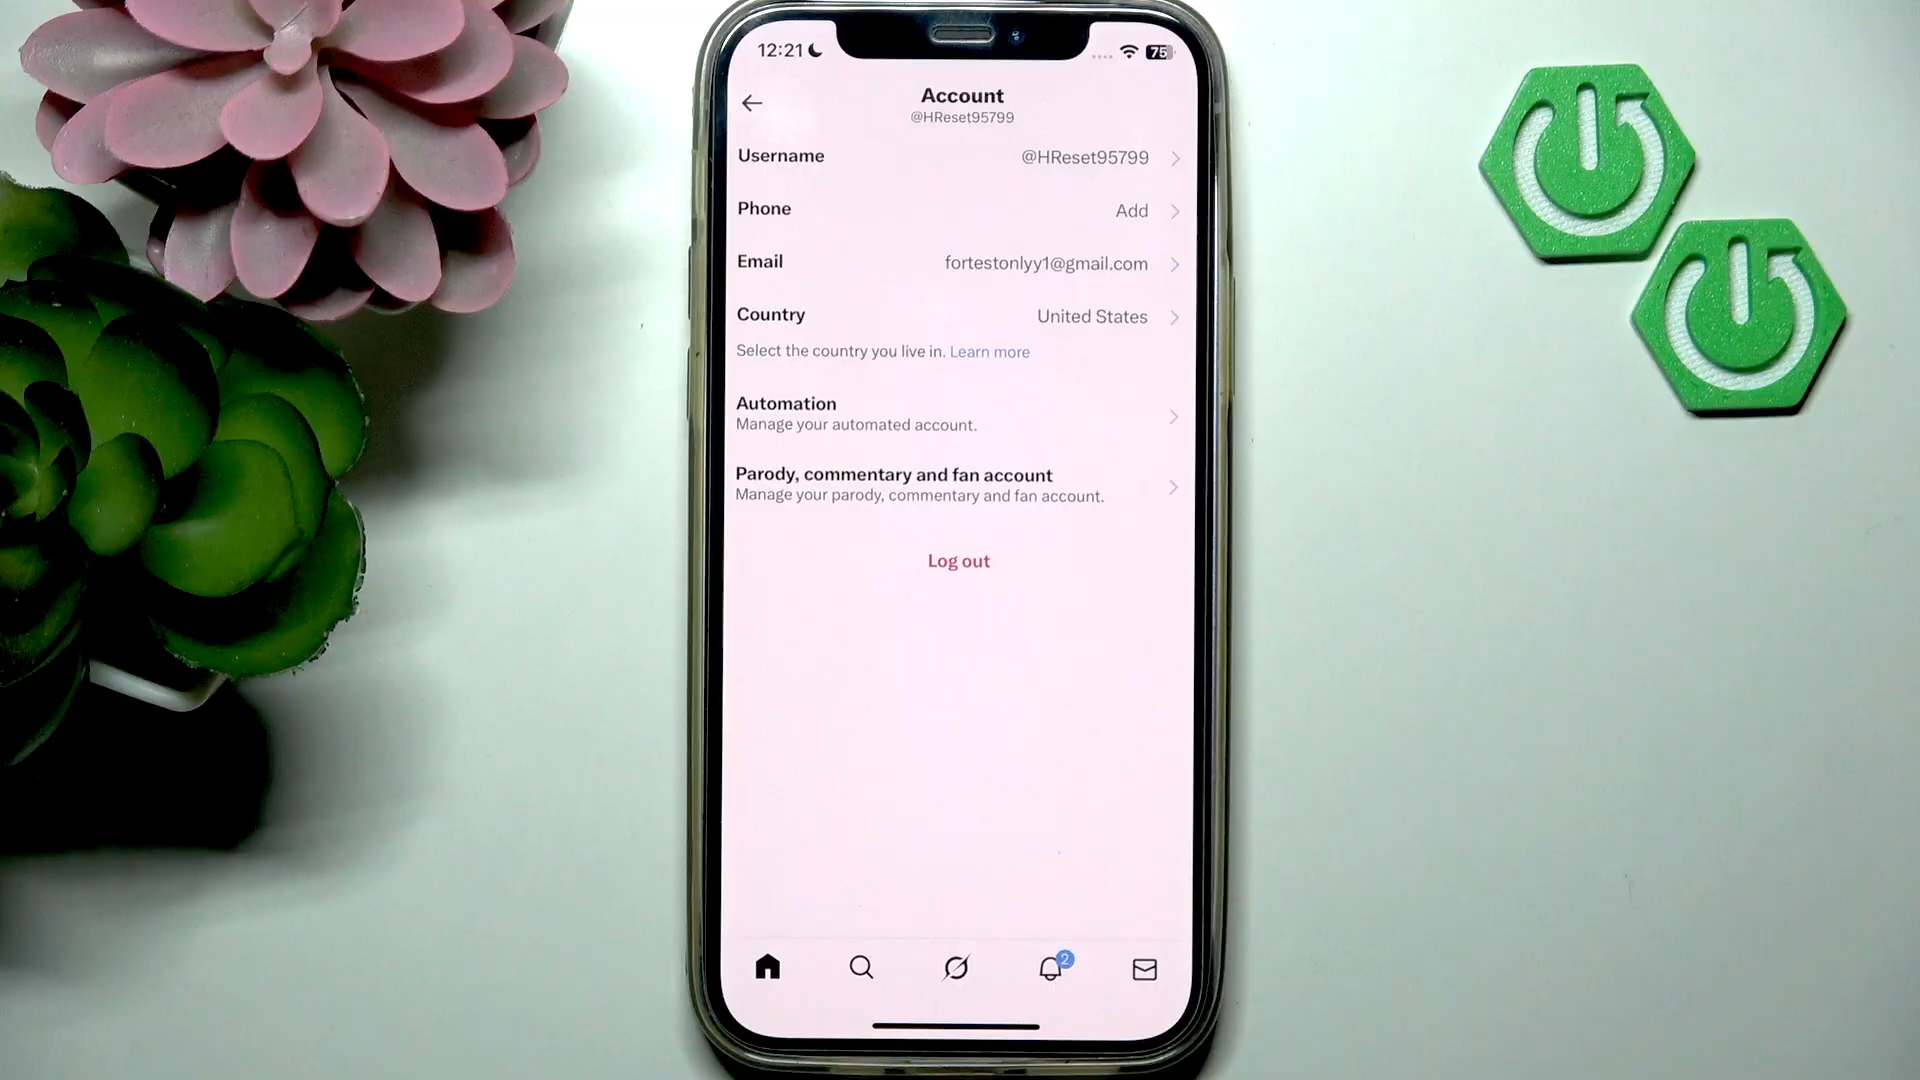 12:21
75
Account
@HReset95799
Username @HReset95799
Phone Add
Email fortestonlyy1@gmail.com
Country United States
Select the country you live in. Learn more
Automation
Manage your automated account.
Parody, commentary and fan account
Manage your parody, commentary and fan account.
Log out
2